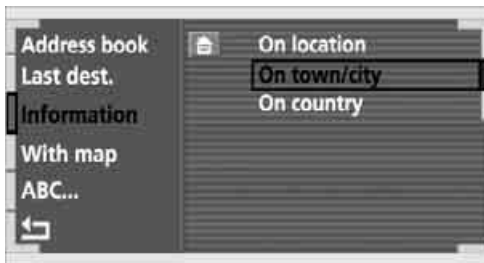 Address book
Last dest.
Information
With map
ABC...
On location
On town/city
On country